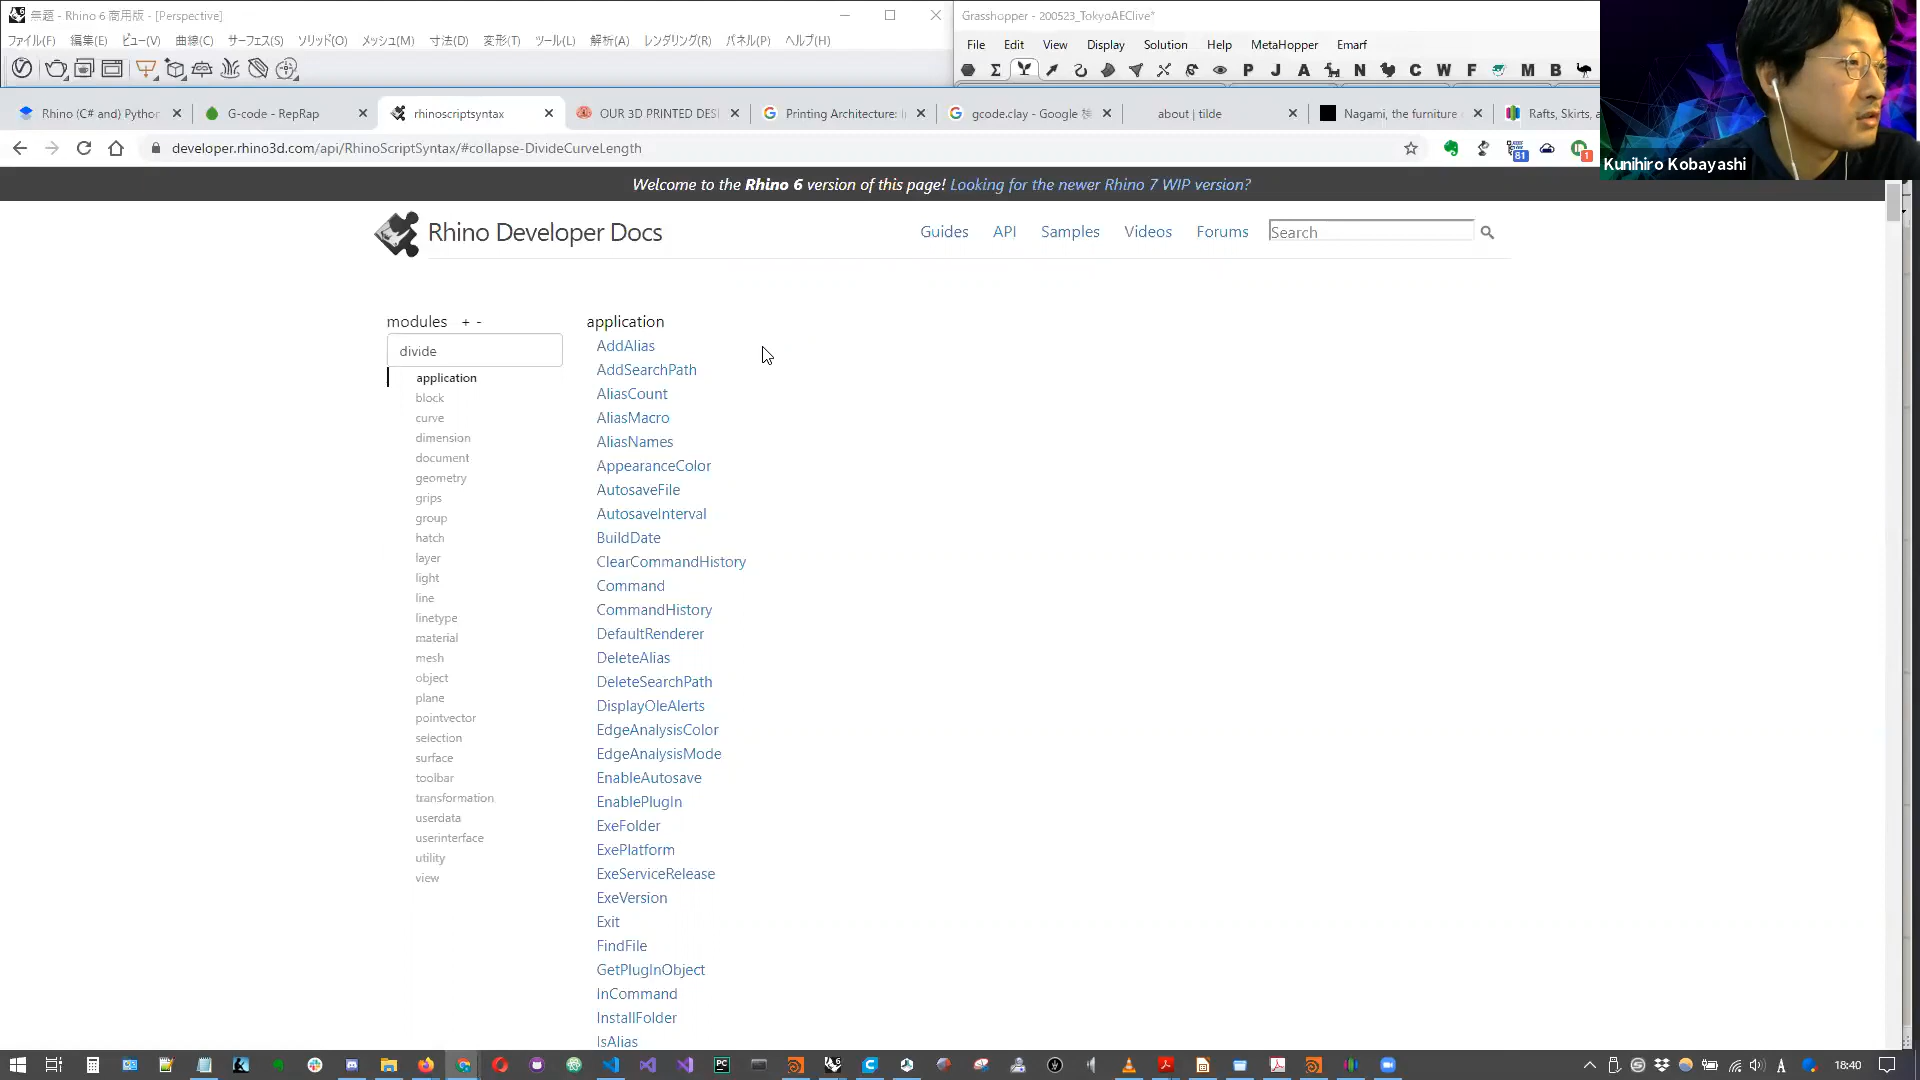 無題 - Rhino 6 商用版 - [Perspective]
ファイル(F) 編集(E) ビュー(V) 曲線(C) サーフェス(S) ソリッド(O) メッシュ(M) 寸法(D) 変形(T) ツール(L) 解析(A) レンダリング(R) パネル(P) ヘルプ(H)
Grasshopper - 200523_TokyoAEClive*
File Edit View Display Solution Help MetaHopper Emarf
P J A N C W F M B
Rhino (C# and) Python
G-code - RepRap
rhinoscriptsyntax
OUR 3D PRINTED DES
Printing Architecture:
gcode.clay - Google
about | tilde
Nagami, the furniture
Rafts, Skirts,
developer.rhino3d.com/api/RhinoScriptSyntax/#collapse-DivideCurveLength
81
1
Kunihiro Kobayashi
Welcome to the Rhino 6 version of this page! Looking for the newer Rhino 7 WIP version?
Rhino Developer Docs
Guides API Samples Videos Forums
Search
modules + -
divide
application
block
curve
dimension
document
geometry
grips
group
hatch
layer
light
line
linetype
material
mesh
object
plane
pointvector
selection
surface
toolbar
transformation
userdata
userinterface
utility
view
application
AddAlias
AddSearchPath
AliasCount
AliasMacro
AliasNames
AppearanceColor
AutosaveFile
AutosaveInterval
BuildDate
ClearCommandHistory
Command
CommandHistory
DefaultRenderer
DeleteAlias
DeleteSearchPath
DisplayOleAlerts
EdgeAnalysisColor
EdgeAnalysisMode
EnableAutosave
EnablePlugIn
ExeFolder
ExePlatform
ExeServiceRelease
ExeVersion
Exit
FindFile
GetPlugInObject
InCommand
InstallFolder
IsAlias
A 18:40